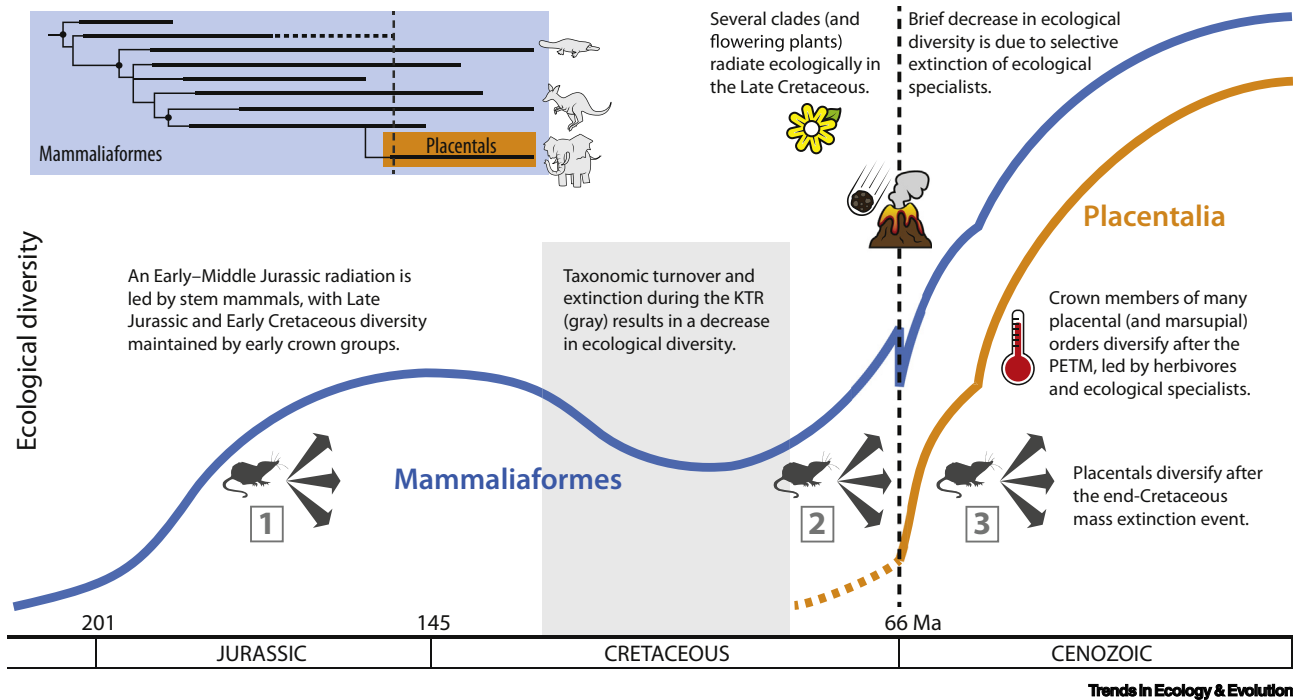 Mammaliaformes
Placentals
Several clades (and
flowering plants)
radiate ecologically in
the Late Cretaceous.
Brief decrease in ecological
diversity is due to selective
extinction of ecological
specialists.
Ecological diversity
An Early–Middle Jurassic radiation is
led by stem mammals, with Late
Jurassic and Early Cretaceous diversity
maintained by early crown groups.
Taxonomic turnover and
extinction during the KTR
(gray) results in a decrease
in ecological diversity.
Placentalia
Crown members of many
placental (and marsupial)
orders diversify after the
PETM, led by herbivores
and ecological specialists.
Mammaliaformes
1
2
3
Placentals diversify after
the end-Cretaceous
mass extinction event.
201
145
66 Ma
JURASSIC
CRETACEOUS
CENOZOIC
Trends in Ecology & Evolution